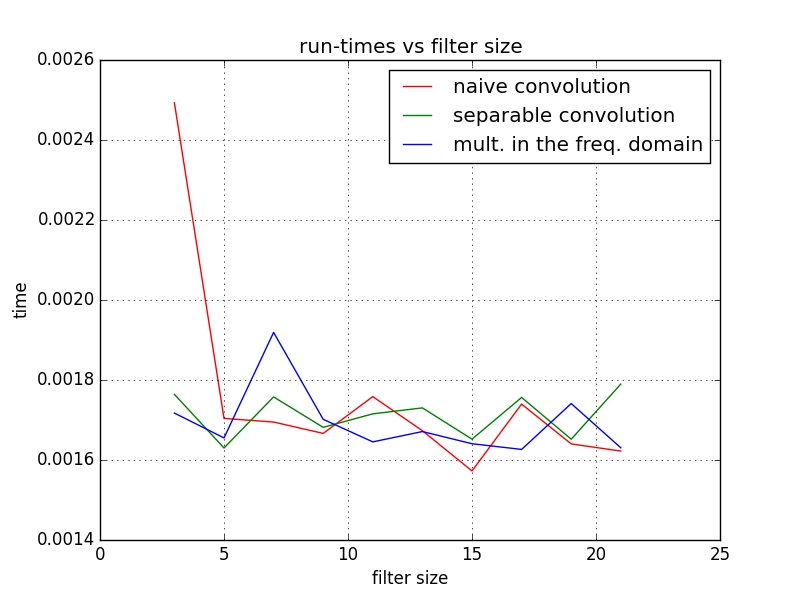 run-times vs filter size
0.0026
naive convolution
separable convolution
0.0024
mult. in the freq. domain
0.0022
0.0020
time
0.0018
0.0016
0.0014
0 5 10 15 20 25
filter size